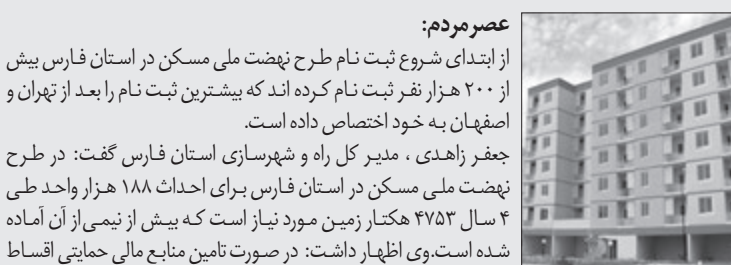 عصرمردم:
از ابتدای شروع ثبت نام طرح نهضت ملی مسکن در استان فارس بیش
از ۲۰۰ هزار نفر ثبت نام کرده اند که بیشترین ثبت نام را بعد از تهران و
اصفهان به خود اختصاص داده است.
جعفر زاهدی ، مدیر کل راه و شهرسازی استان فارس گفت: در طرح
نهضت ملی مسکن در استان فارس برای احداث ۱۸۸ هزار واحد طی
۴ سال ۴۷۵۳ هکتار زمین مورد نیاز است که بیش از نیمی از آن آماده
شده است.وی اظهار داشت: در صورت تامین منابع مالی حمایتی اقساط